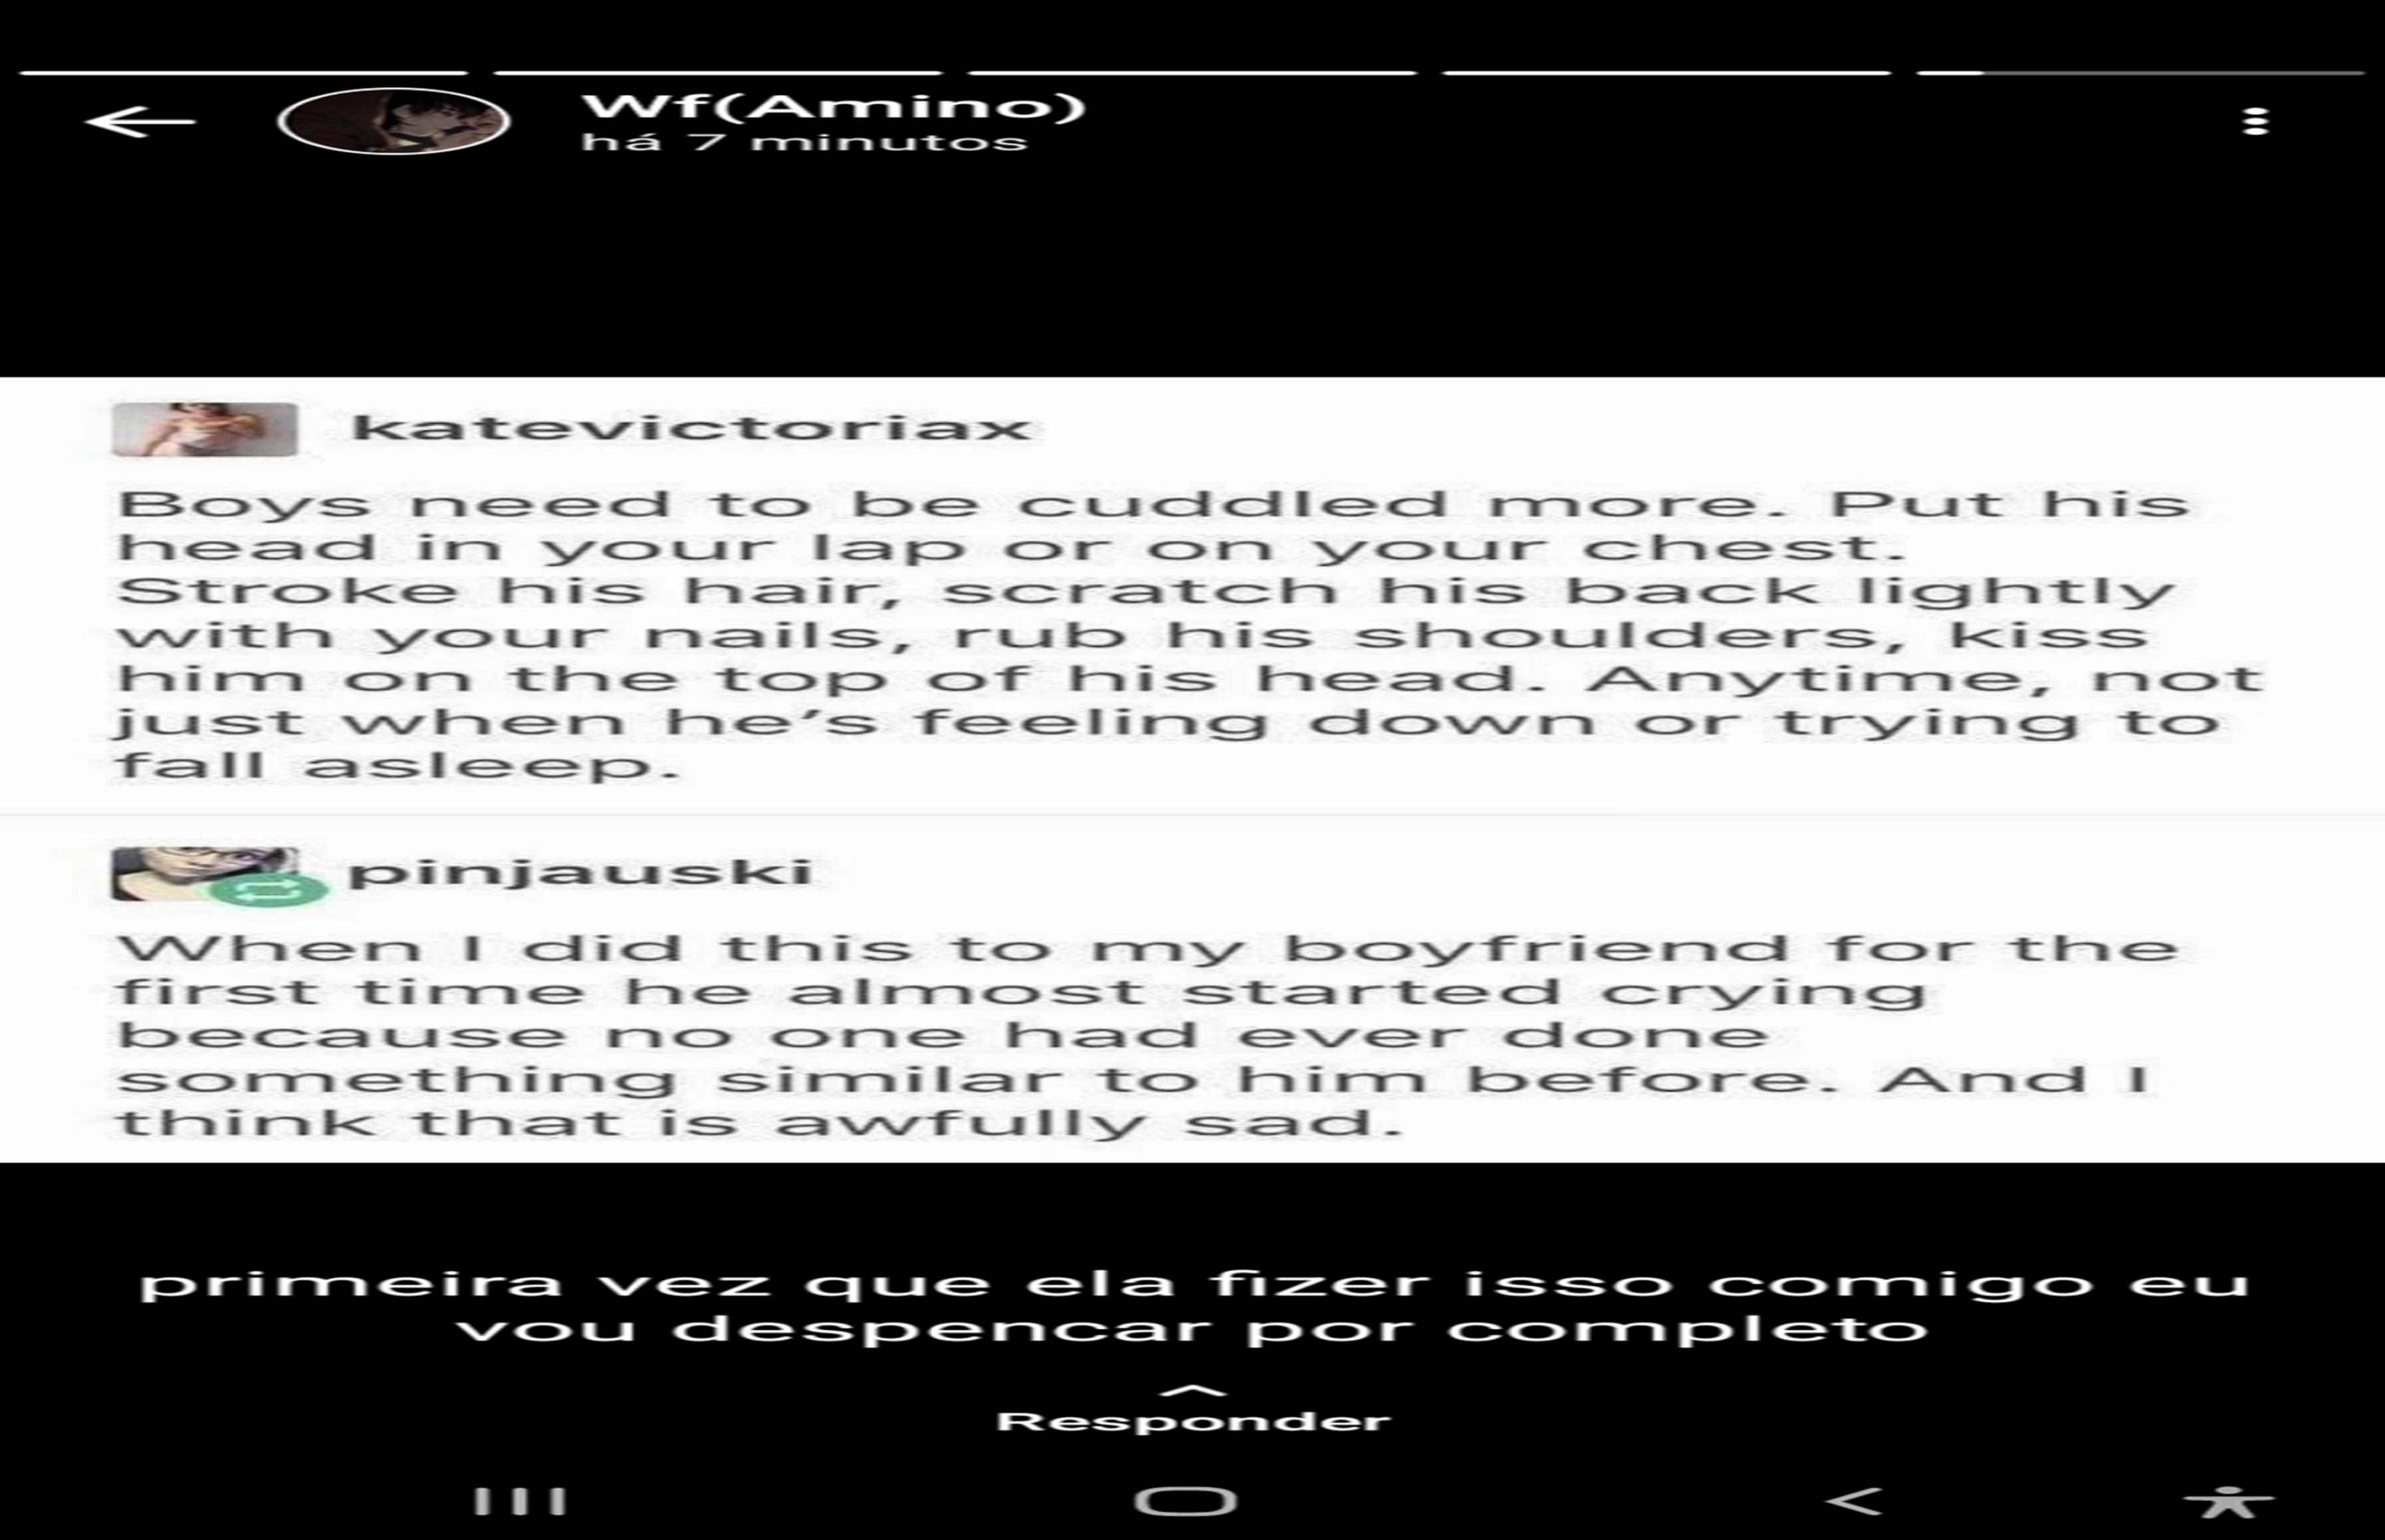 Wf(Amino)
há 7 minutos
katevictoriax
Boys need to be cuddled more. Put his
head in your lap or on your chest.
Stroke his hair, scratch his back lightly
with your nails, rub his shoulders, kiss
him on the top of his head. Anytime, not
just when he’s feeling down or trying to
fall asleep.
pinjauski
When I did this to my boyfriend for the
first time he almost started crying
because no one had ever done
something similar to him before. And I
think that is awfully sad.
primeira vez que ela fizer isso comigo eu
vou despencar por completo
Responder